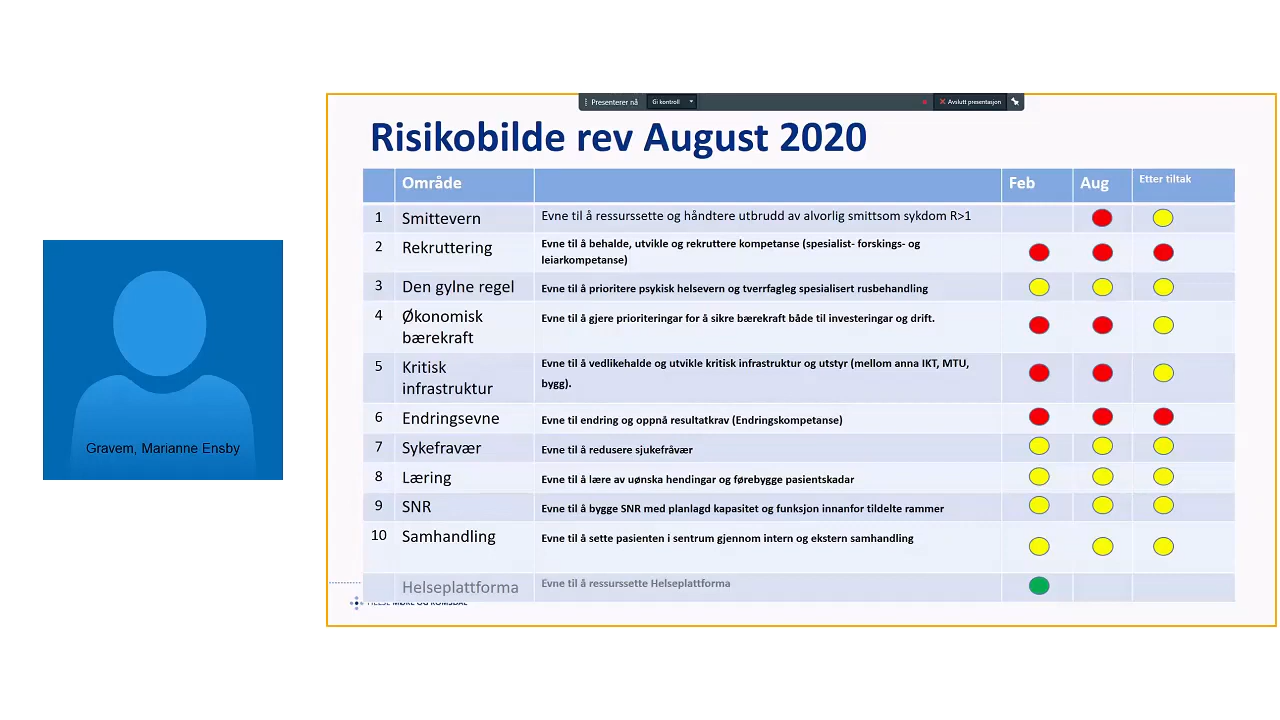 Presenterer nå
Gi kontroll
Avslutt presentasjon
Risikobilde rev August 2020
Område Feb Aug Etter tiltak
1 Smittevern Evne til å ressurssette og håndtere utbrudd av alvorlig smittsom sykdom R>1
2 Rekruttering Evne til å behalde, utvikle og rekruttere kompetanse (spesialist- forskings- og
leiarkompetanse)
3 Den gylne regel Evne til å prioritere psykisk helsevern og tverrfagleg spesialisert rusbehandling
4 Økonomisk Evne til å gjere prioriteringar for å sikre bærekraft både til investeringar og drift.
bærekraft
5 Kritisk Evne til å vedlikehalde og utvikle kritisk infrastruktur og utstyr (mellom anna IKT, MTU,
infrastruktur bygg).
6 Endringsevne Evne til endring og oppnå resultatkrav (Endringskompetanse)
7 Sykefravær Evne til å redusere sjukefråvær
8 Læring Evne til å lære av uønska hendingar og førebygge pasientskadar
9 SNR Evne til å bygge SNR med planlagd kapasitet og funksjon innanfor tildelte rammer
10 Samhandling Evne til å sette pasienten i sentrum gjennom intern og ekstern samhandling
Helseplattforma Evne til å ressurssette Helseplattforma
HELSE MØRE OG ROMSDAL
Gravem, Marianne Ensby